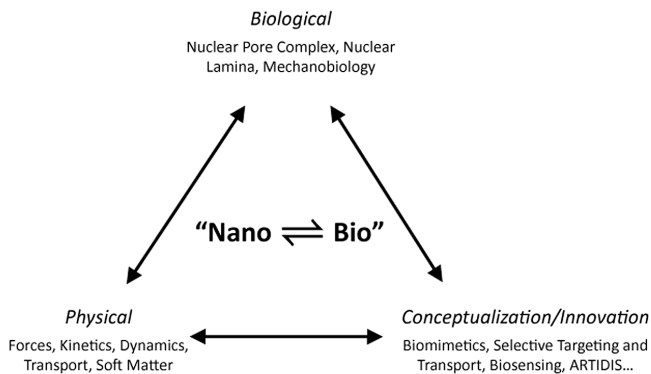 Biological
Nuclear Pore Complex, Nuclear
Lamina, Mechanobiology
“Nano ⇌ Bio”
Physical
Forces, Kinetics, Dynamics,
Transport, Soft Matter
Conceptualization/Innovation
Biomimetics, Selective Targeting and
Transport, Biosensing, ARTIDIS…